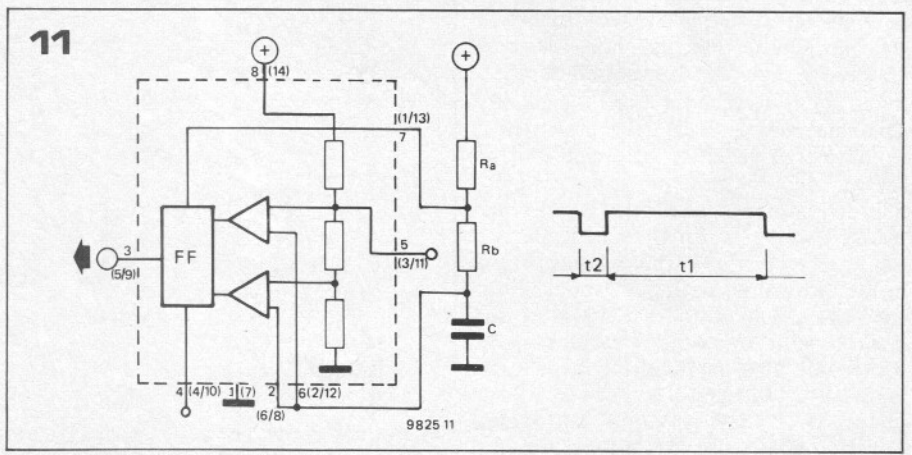 11
8 (14)
(1/13)
7
Ra
3
FF
5
Rb
(5/9)
(3/11)
t2
t1
C
4 (4/10)
1 (7)
2
6 (2/12)
(6/8)
9825 11